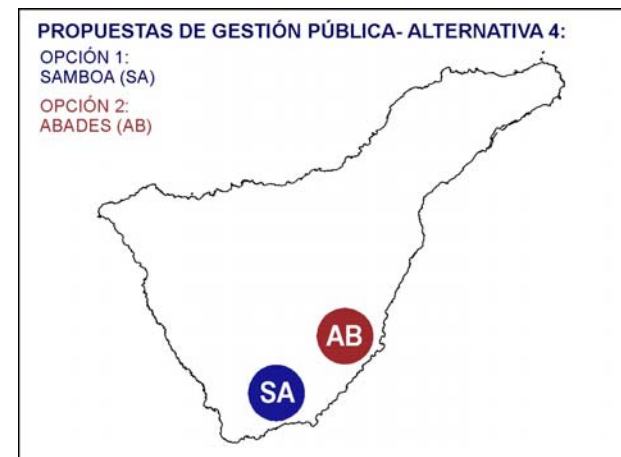 PROPUESTAS DE GESTIÓN PÚBLICA- ALTERNATIVA 4:
OPCIÓN 1:
SAMBOA (SA)
OPCIÓN 2:
ABADES (AB)
AB
SA